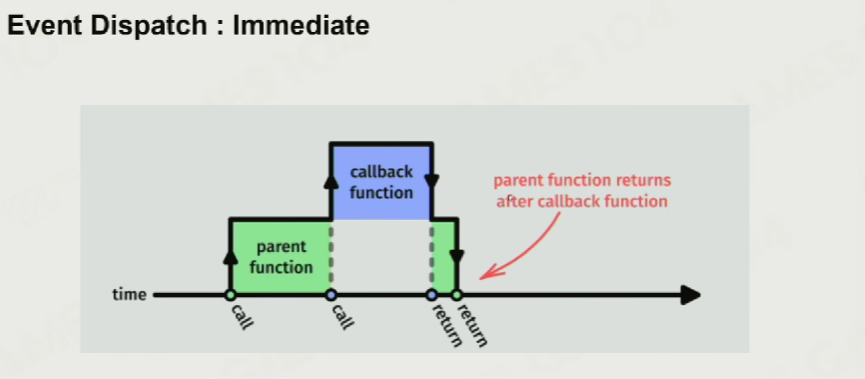 Event Dispatch : Immediate
callback
function
parent function returns
after callback function
parent
function
time
call
call
return
return